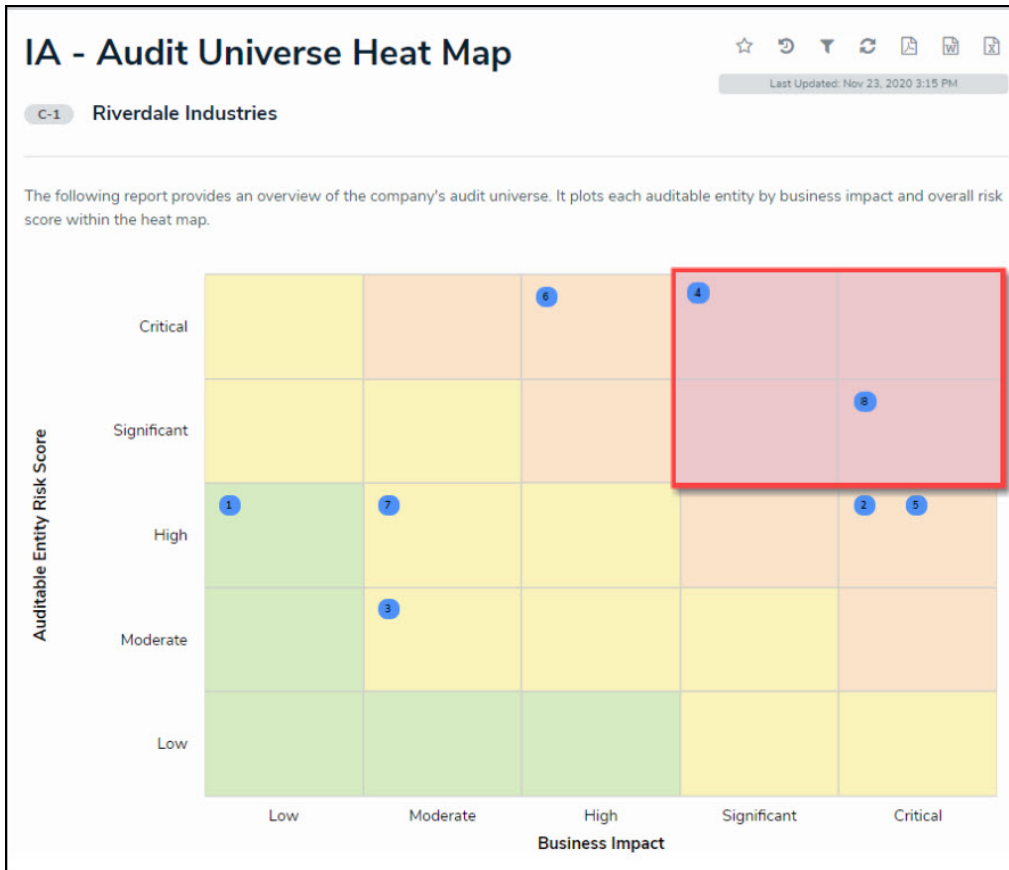 IA - Audit Universe Heat Map
Last Updated: Nov 23, 2020 3:15 PM
C-1 Riverdale Industries
The following report provides an overview of the company's audit universe. It plots each auditable entity by business impact and overall risk
score within the heat map.
Auditable Entity Risk Score
Critical
6
4
Significant
8
High
1
7
2
5
Moderate
3
Low
Low
Moderate
High
Significant
Critical
Business Impact